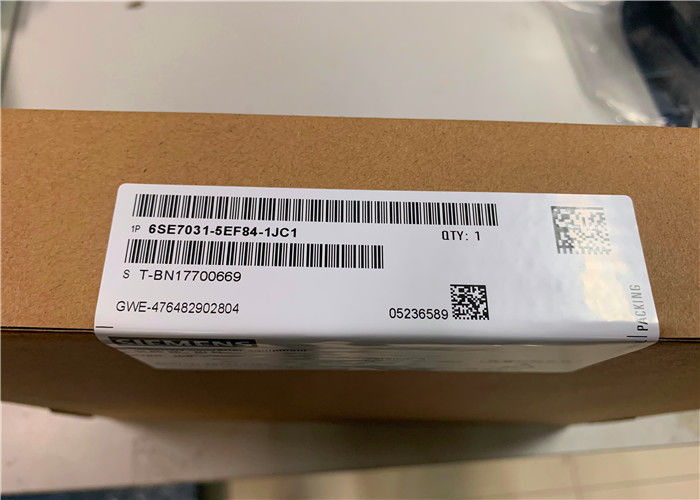 1P 6SE7031-5EF84-1JC1
QTY: 1
S T-BN17700669
GWE-476482902804
05236589
PACKING
SIEMENS